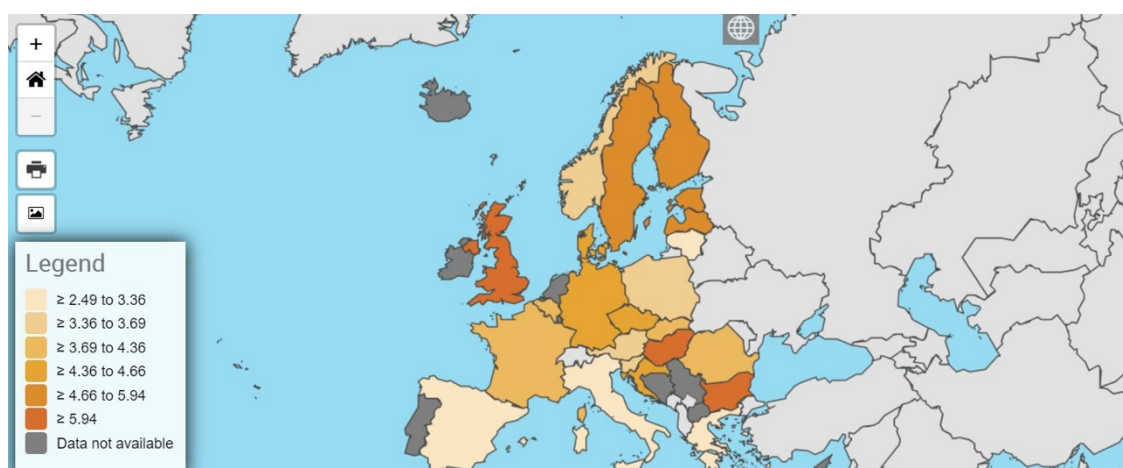 +
−
Legend
≥ 2.49 to 3.36
≥ 3.36 to 3.69
≥ 3.69 to 4.36
≥ 4.36 to 4.66
≥ 4.66 to 5.94
≥ 5.94
Data not available